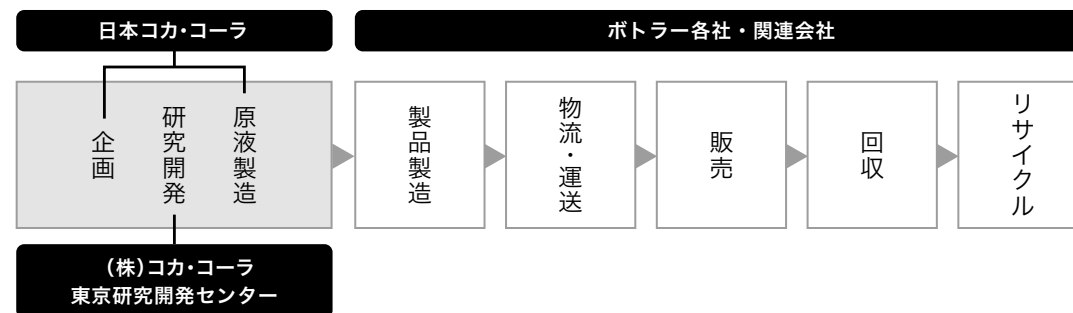 日本コカ・コーラ
ボトラー各社・関連会社
企画
研究開発
原液製造
製品製造
物流・運送
販売
回収
リサイクル
(株)コカ・コーラ
東京研究開発センター